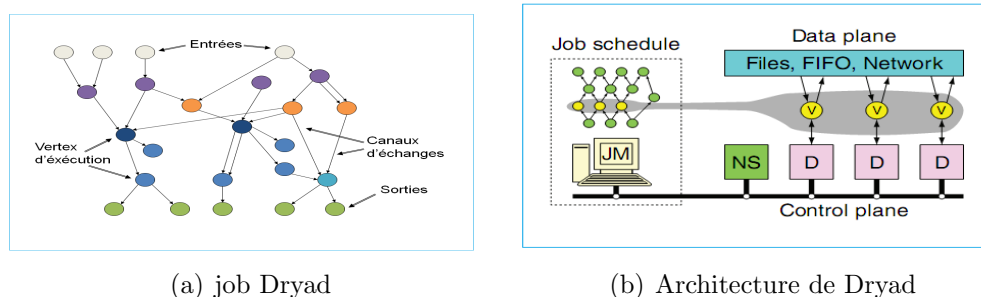 Entrées
Vertex
d'éxécution
Canaux
d'échanges
Sorties
(a) job Dryad
Job schedule
Data plane
Files, FIFO, Network
V
V
V
JM
NS
D
D
D
Control plane
(b) Architecture de Dryad